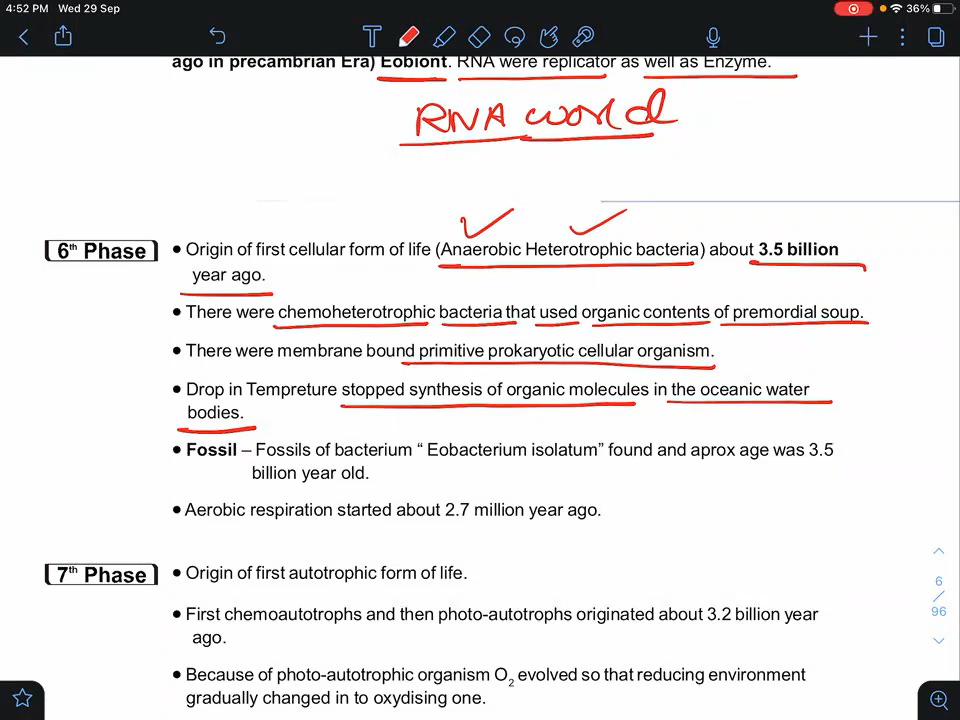 4:52 PM Wed 29 Sep
36%
T
ago in precambrian Era) Eobiont. RNA were replicator as well as Enzyme.
RNA world
6th Phase
• Origin of first cellular form of life (Anaerobic Heterotrophic bacteria) about 3.5 billion
year ago.
• There were chemoheterotrophic bacteria that used organic contents of premordial soup.
• There were membrane bound primitive prokaryotic cellular organism.
• Drop in Tempreture stopped synthesis of organic molecules in the oceanic water
bodies.
• Fossil – Fossils of bacterium “ Eobacterium isolatum” found and aprox age was 3.5
billion year old.
• Aerobic respiration started about 2.7 million year ago.
7th Phase
• Origin of first autotrophic form of life.
• First chemoautotrophs and then photo-autotrophs originated about 3.2 billion year
ago.
• Because of photo-autotrophic organism O2 evolved so that reducing environment
gradually changed in to oxydising one.
6
/
96